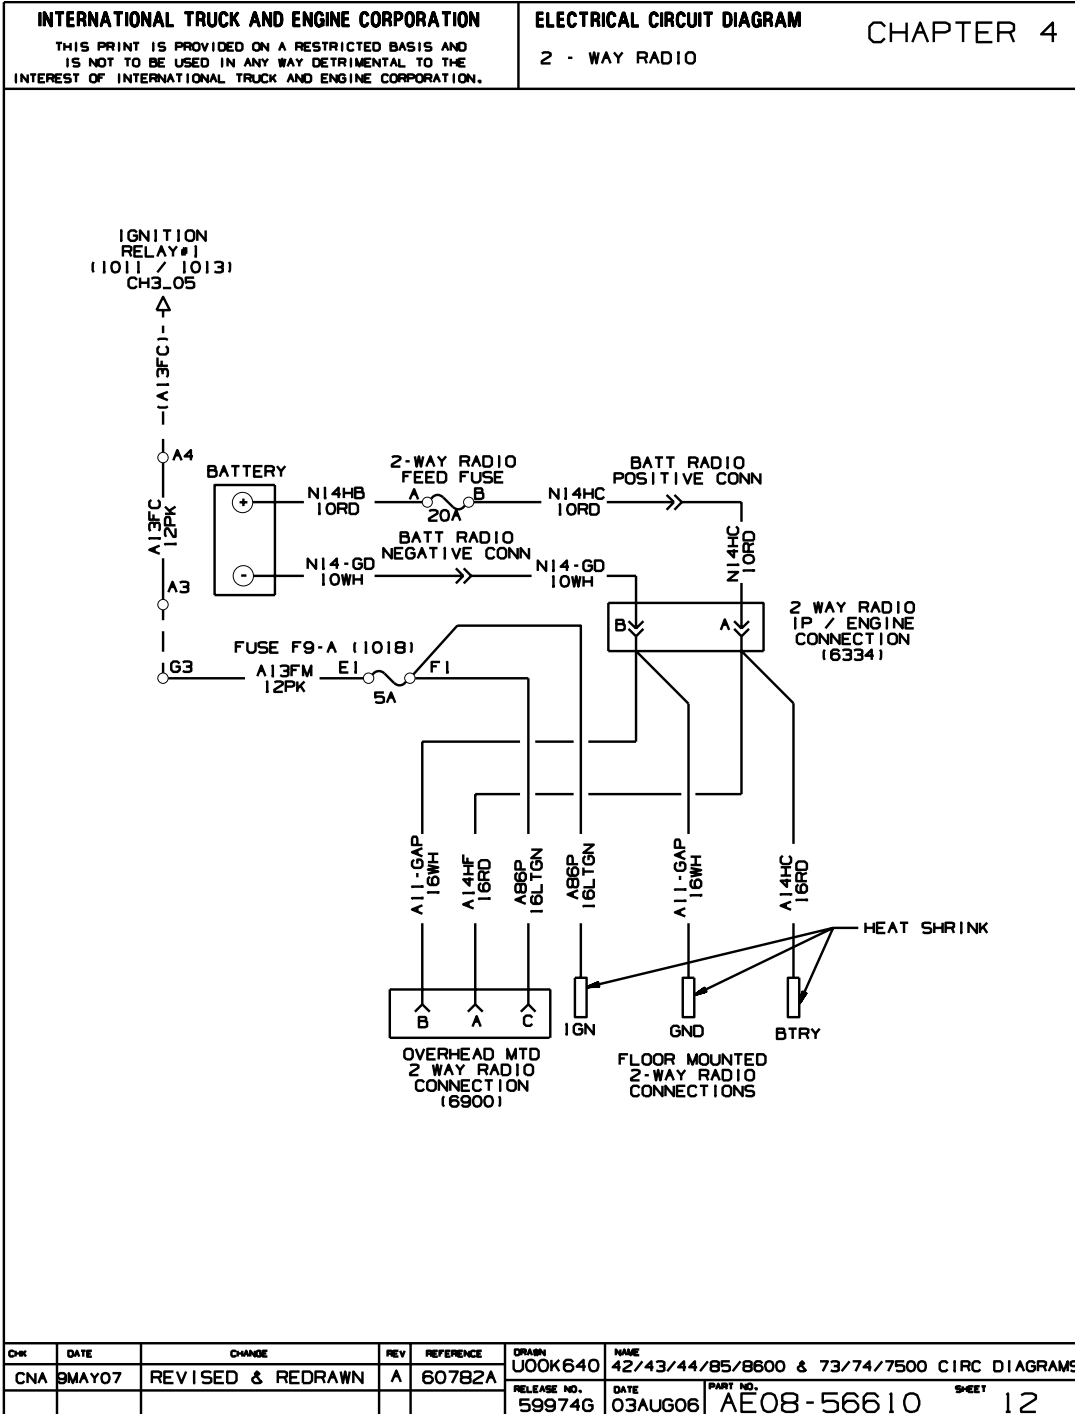 INTERNATIONAL TRUCK AND ENGINE CORPORATION
THIS PRINT IS PROVIDED ON A RESTRICTED BASIS AND
IS NOT TO BE USED IN ANY WAY DETRIMENTAL TO THE
INTEREST OF INTERNATIONAL TRUCK AND ENGINE CORPORATION.
ELECTRICAL CIRCUIT DIAGRAM
2 - WAY RADIO
CHAPTER 4
IGNITION
RELAY#1
(1011 / 1013)
CH3_05
(A13FC)
A4
A13FC
12PK
A3
G3
BATTERY
+
-
N14HB
10RD
2-WAY RADIO
FEED FUSE
A
B
20A
N14HC
10RD
BATT RADIO
POSITIVE CONN
N14HC
10RD
BATT RADIO
NEGATIVE CONN
N14-GD
10WH
N14-GD
10WH
B
A
2 WAY RADIO
IP / ENGINE
CONNECTION
(6334)
FUSE F9-A (1018)
A13FM
12PK
E1
F1
5A
A11-GAP
16WH
A14HF
16RD
A86P
16LTGN
A86P
16LTGN
A11-GAP
16WH
A14HC
16RD
HEAT SHRINK
B
A
C
IGN
GND
BTRY
OVERHEAD MTD
2 WAY RADIO
CONNECTION
(6900)
FLOOR MOUNTED
2-WAY RADIO
CONNECTIONS
CHK
DATE
CHANGE
REV
REFERENCE
CNA
9MAY07
REVISED & REDRAWN
A
60782A
DRAWN
U00K640
NAME
42/43/44/85/8600 & 73/74/7500 CIRC DIAGRAMS
RELEASE NO.
59974G
DATE
03AUG06
PART NO.
AE08-56610
SHEET
12